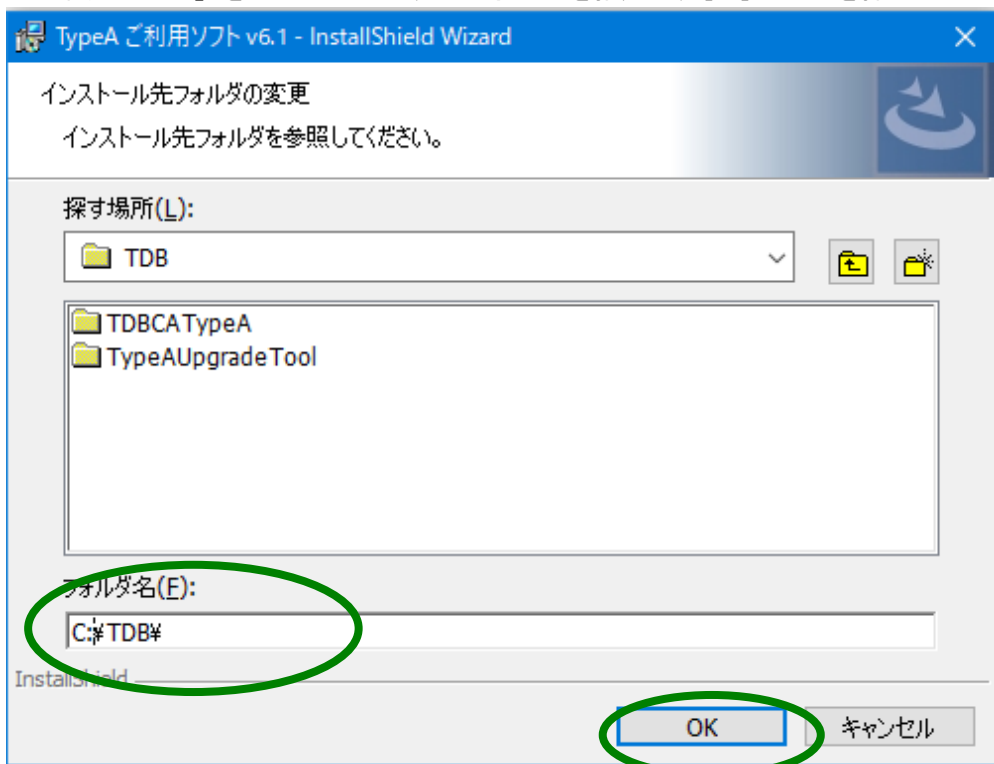 TypeA ご利用ソフト v6.1 - InstallShield Wizard
インストール先フォルダの変更
インストール先フォルダを参照してください。
探す場所(L):
TDB
TDBCATypeA
TypeAUpgradeTool
フォルダ名(F):
C:¥TDB¥
InstallShield
OK キャンセル